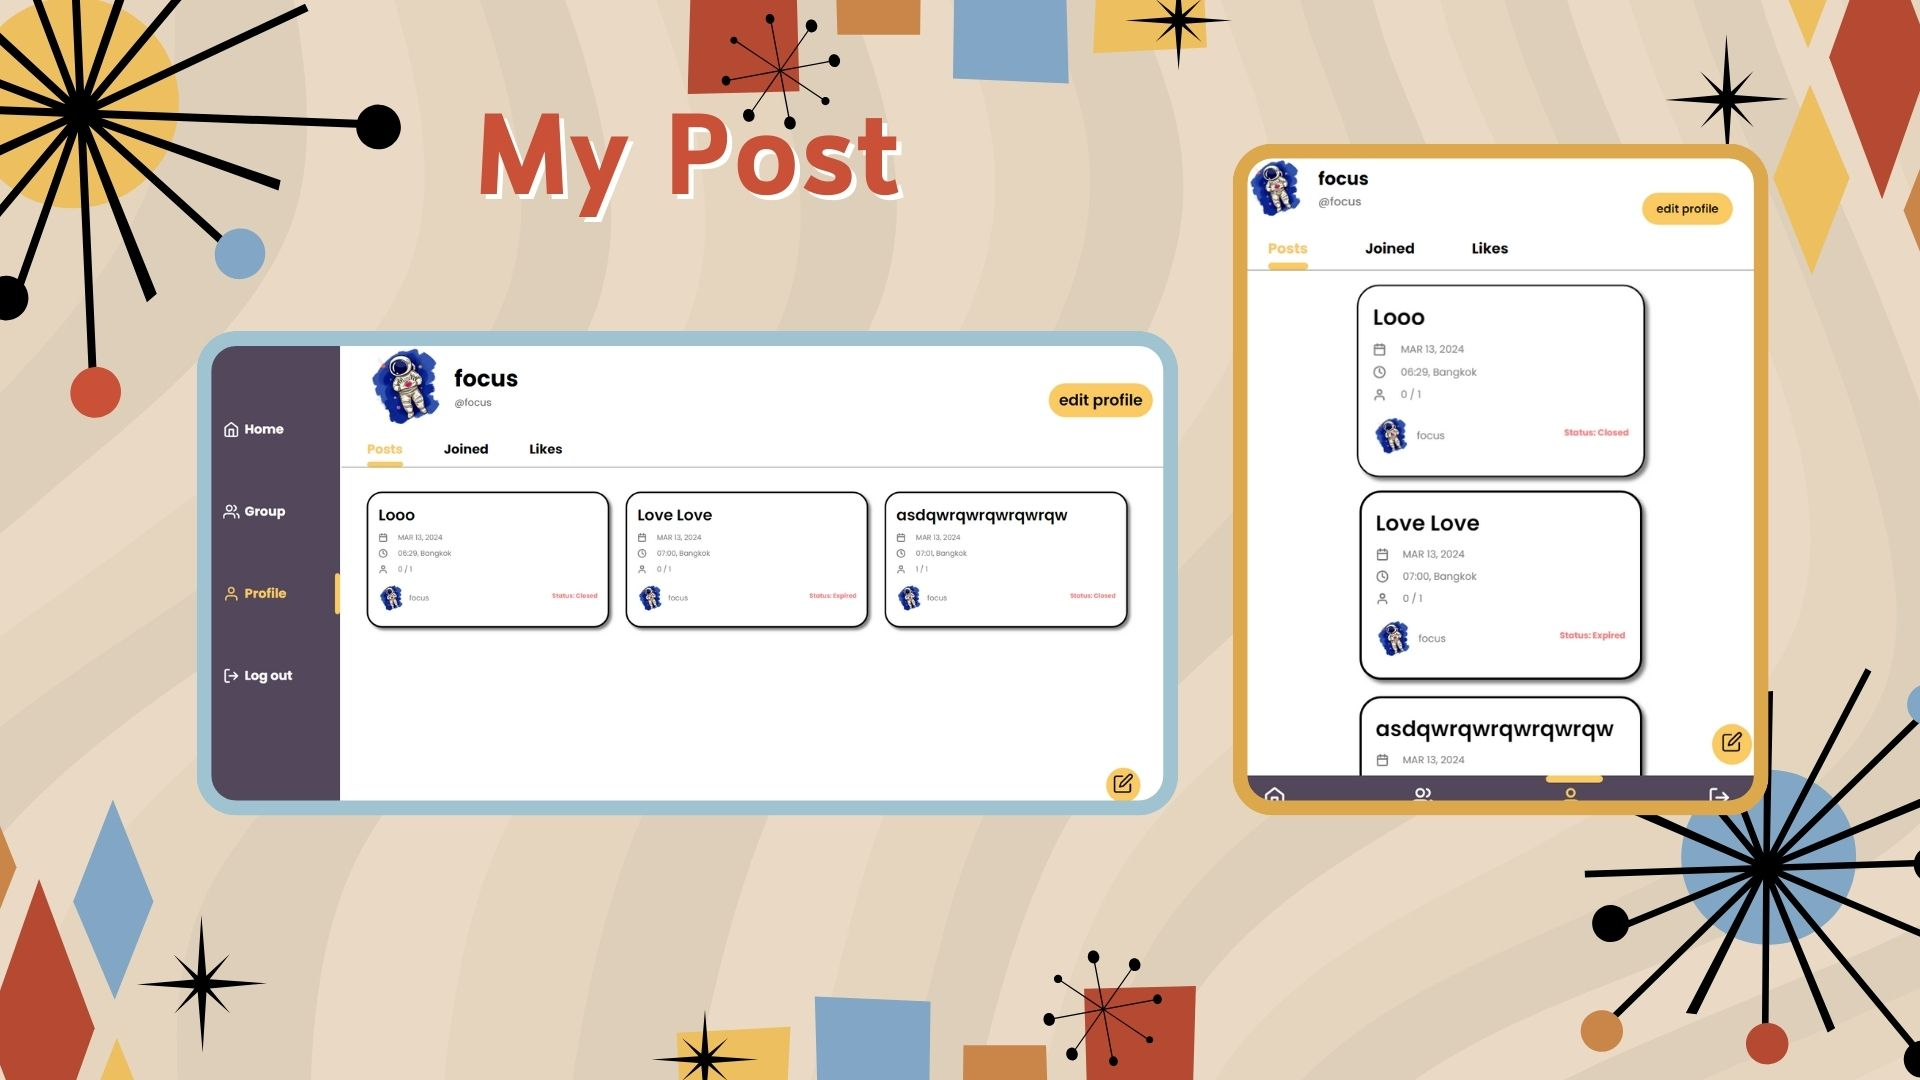 My Post
Home
Group
Profile
Log out
focus
@focus
edit profile
Posts Joined Likes
Looo
MAR 13, 2024
06:29, Bangkok
0 / 1
focus Status: Closed
Love Love
MAR 13, 2024
07:00, Bangkok
0 / 1
focus Status: Expired
asdqwrqwrqwrqwrqw
MAR 13, 2024
07:01, Bangkok
1 / 1
focus Status: Closed
focus
@focus
edit profile
Posts Joined Likes
Looo
MAR 13, 2024
06:29, Bangkok
0 / 1
focus Status: Closed
Love Love
MAR 13, 2024
07:00, Bangkok
0 / 1
focus Status: Expired
asdqwrqwrqwrqwrqw
MAR 13, 2024